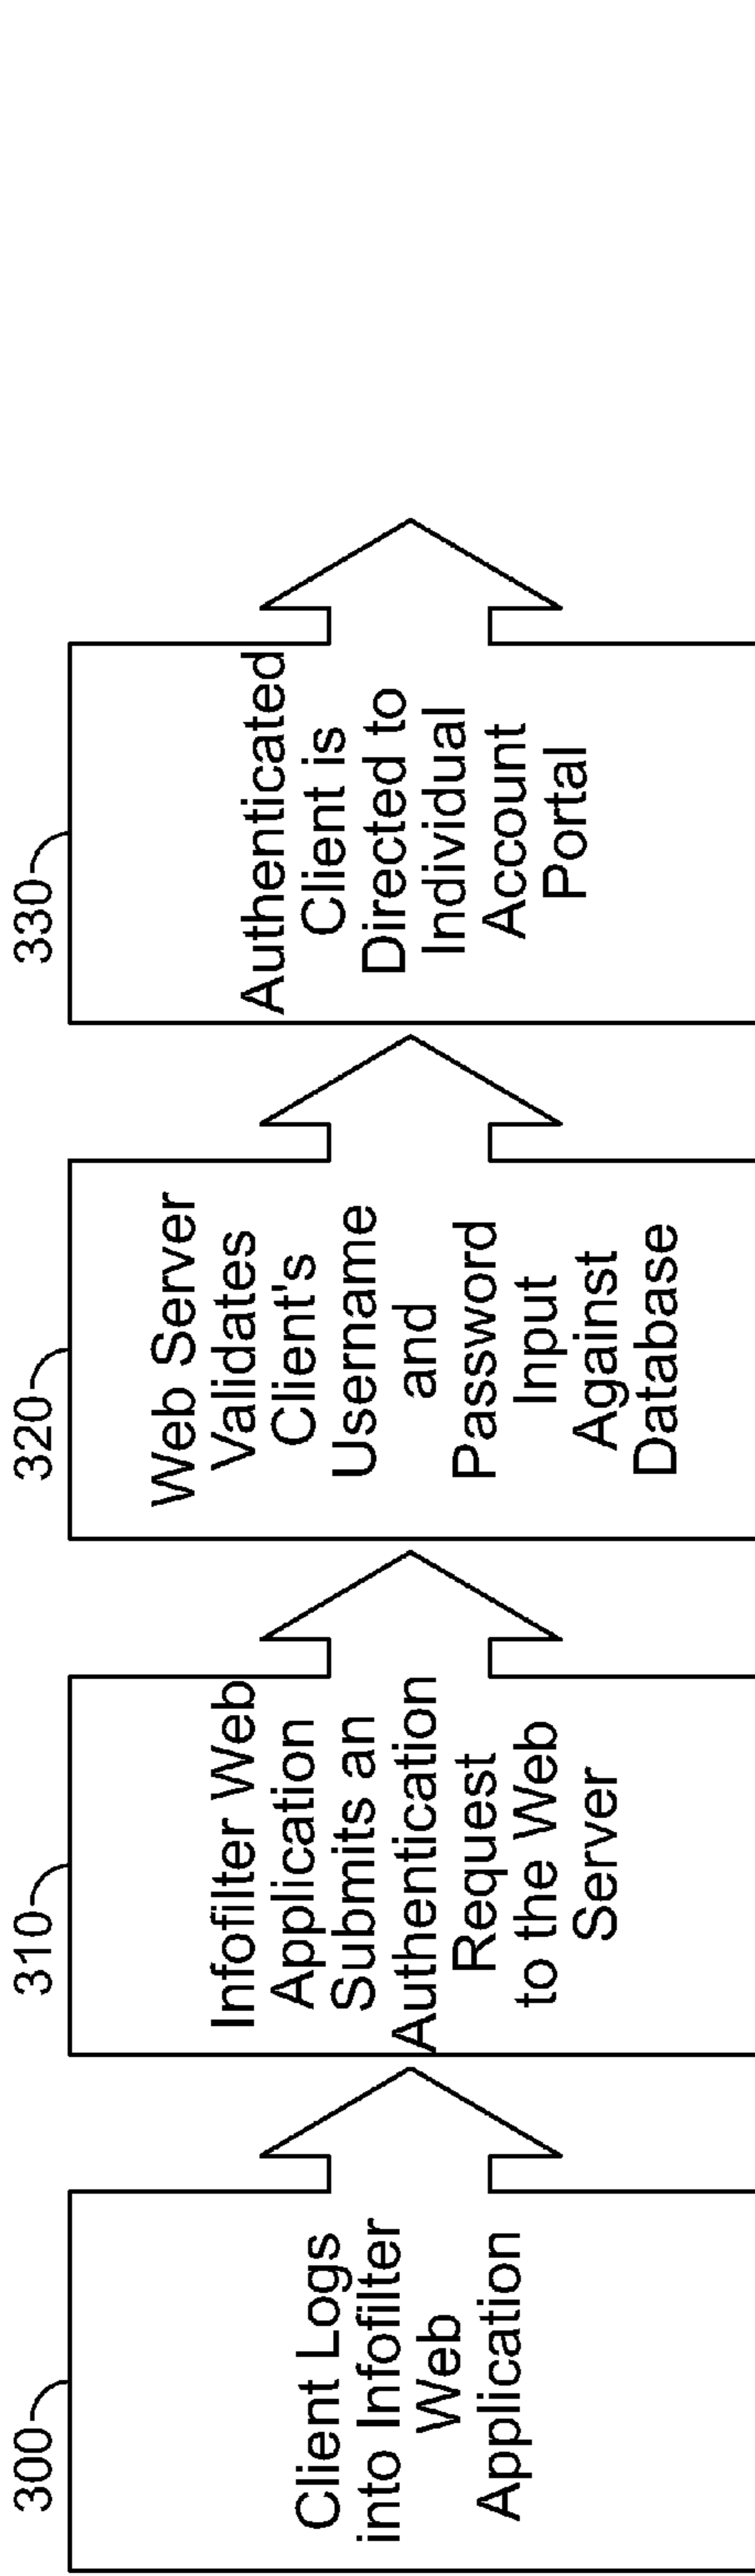 300
Client Logs
into Infofilter
Web
Application
310
Infofilter Web
Application
Submits an
Authentication
Request
to the Web
Server
320
Web Server
Validates
Client's
Username
and
Password
Input
Against
Database
330
Authenticated
Client is
Directed to
Individual
Account
Portal